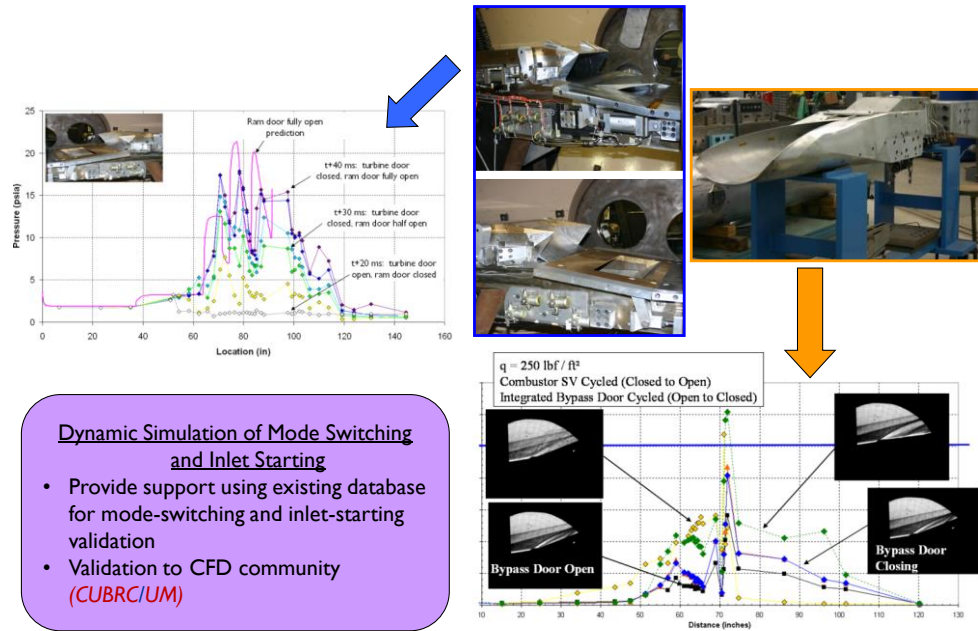 25
20
15
10
5
0
Pressure (psia)
Ram door fully open
prediction
t+40 ms: turbine door
closed, ram door fully open
t+30 ms: turbine door
closed, ram door half open
t+20 ms: turbine door
open, ram door closed
0 20 40 60 80 100 120 140 160
Location (in)
q = 250 lbf / ft²
Combustor SV Cycled (Closed to Open)
Integrated Bypass Door Cycled (Open to Closed)
Bypass Door Open
Bypass Door
Closing
10 20 30 40 50 60 70 80 90 100 110 120 130
Distance (inches)
Dynamic Simulation of Mode Switching
and Inlet Starting
• Provide support using existing database
for mode-switching and inlet-starting
validation
• Validation to CFD community
(CUBRC/UM)